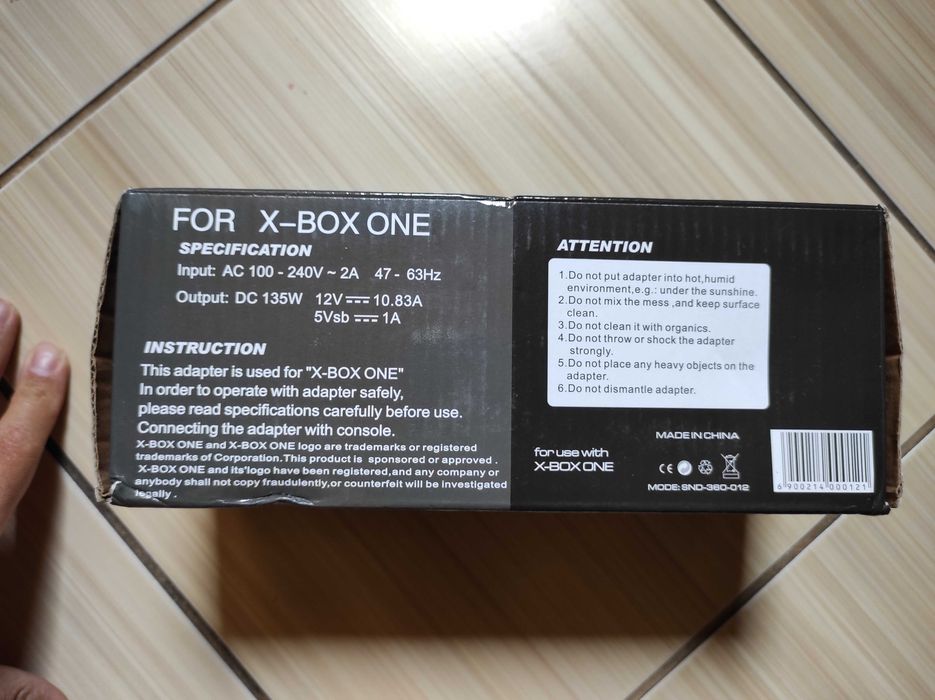 FOR X-BOX ONE
SPECIFICATION
Input: AC 100 - 240V ~ 2A 47 - 63Hz
Output: DC 135W 12V ⎓ 10.83A
5Vsb ⎓ 1A
INSTRUCTION
This adapter is used for "X-BOX ONE"
In order to operate with adapter safely,
please read specifications carefully before use.
Connecting the adapter with console.
X-BOX ONE and X-BOX ONE logo are trademarks or registered
trademarks of Corporation.This product is sponsored or approved .
X-BOX ONE and its'logo have been registered,and any company or
anybody shall not copy fraudulently,or counterfeit will be investigated
legally .
ATTENTION
1.Do not put adapter into hot,humid
environment,e.g.: under the sunshine.
2.Do not mix the mess ,and keep surface
clean.
3.Do not clean it with organics.
4.Do not throw or shock the adapter
strongly.
5.Do not place any heavy objects on the
adapter.
6.Do not dismantle adapter.
for use with
X-BOX ONE
MADE IN CHINA
CE
MODE: SND-360-012
6 900214 000121